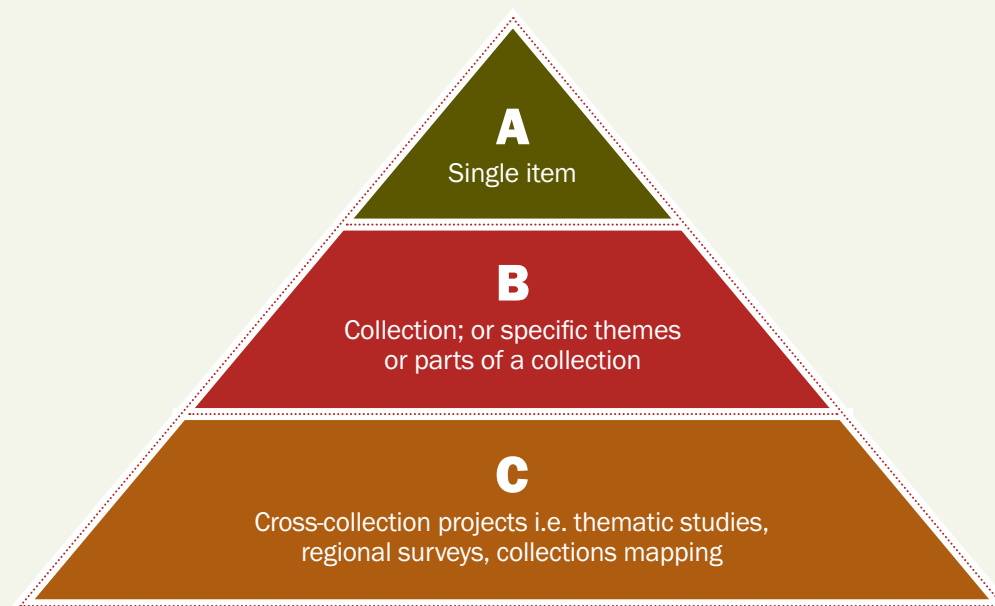 A
Single item
B
Collection; or specific themes
or parts of a collection
C
Cross-collection projects i.e. thematic studies,
regional surveys, collections mapping